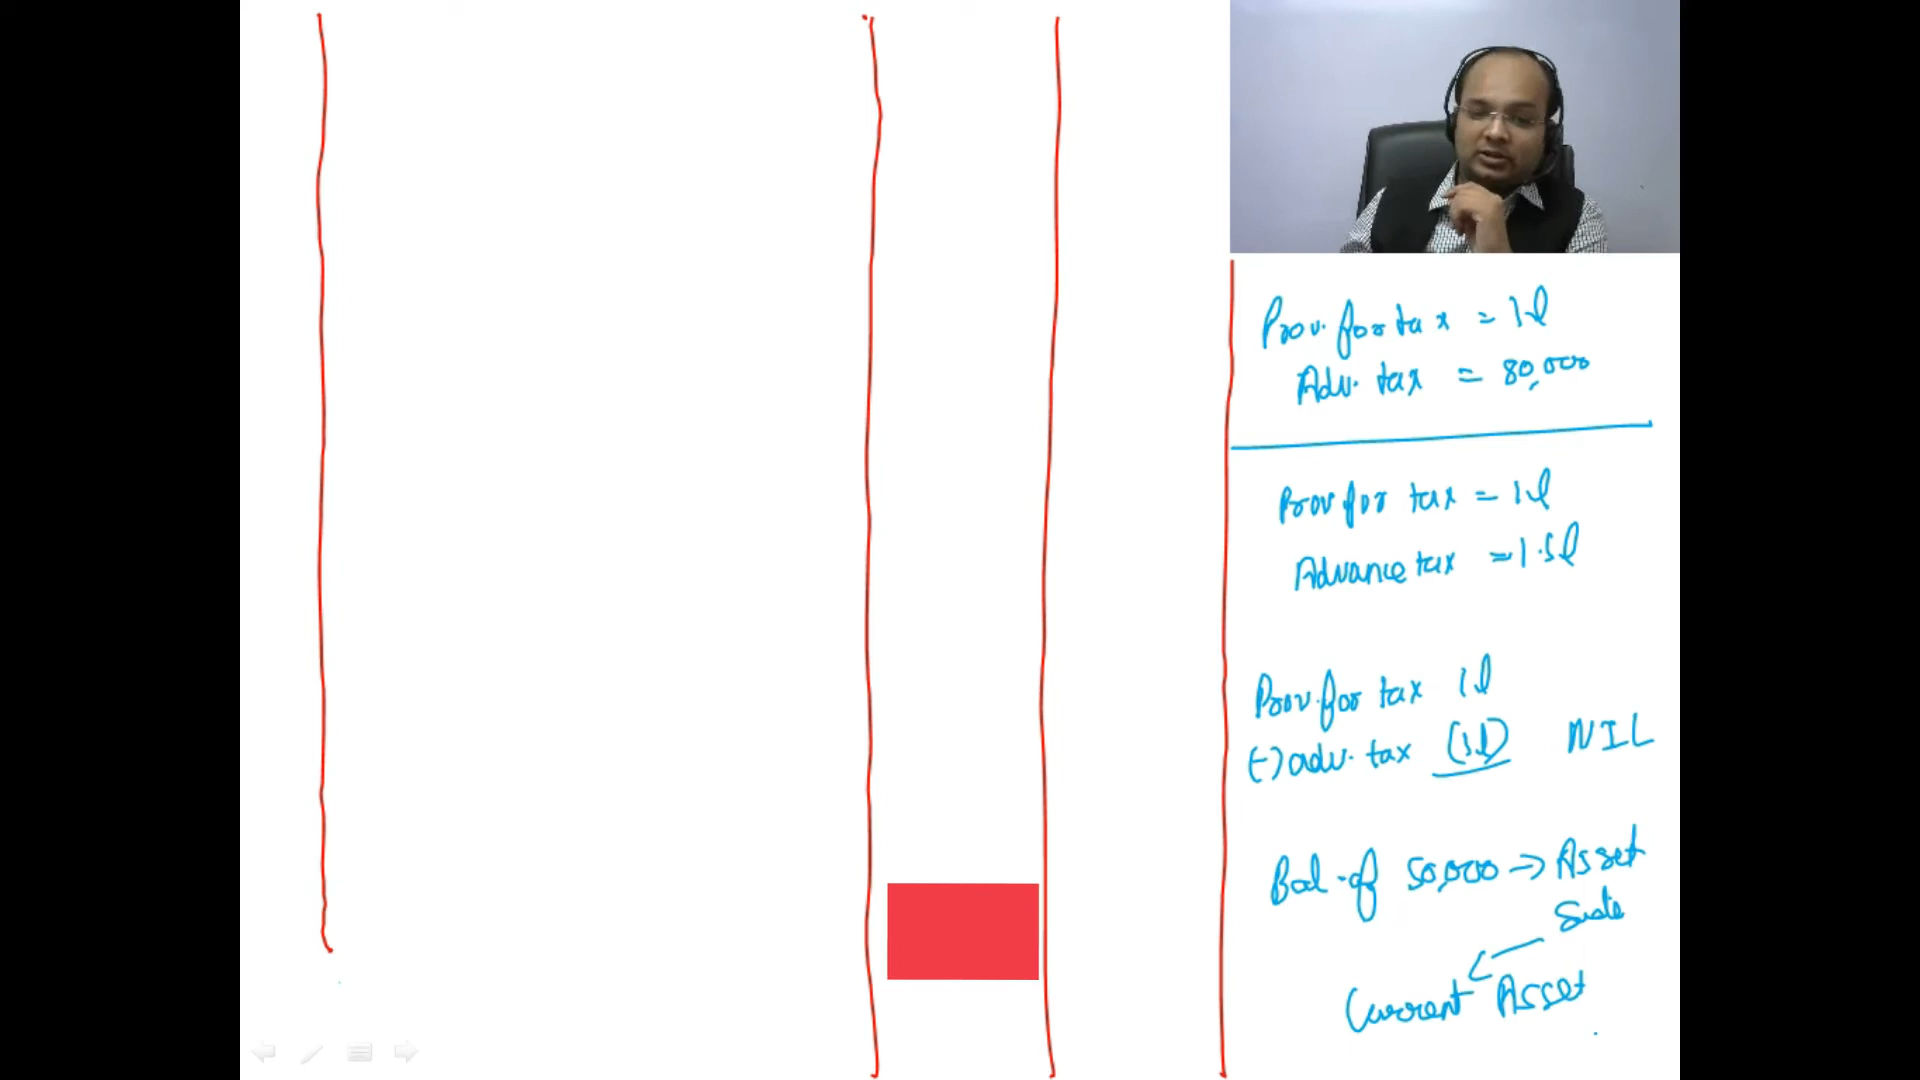 Prov. for tax = 1l
Adv. tax = 80,000
Prov for tax = 1l
Advance tax = 1.5l
Prov. for tax 1l
(-) adv. tax (1l) NIL
Bal. of 50,000 → Asset
Side
Current Asset